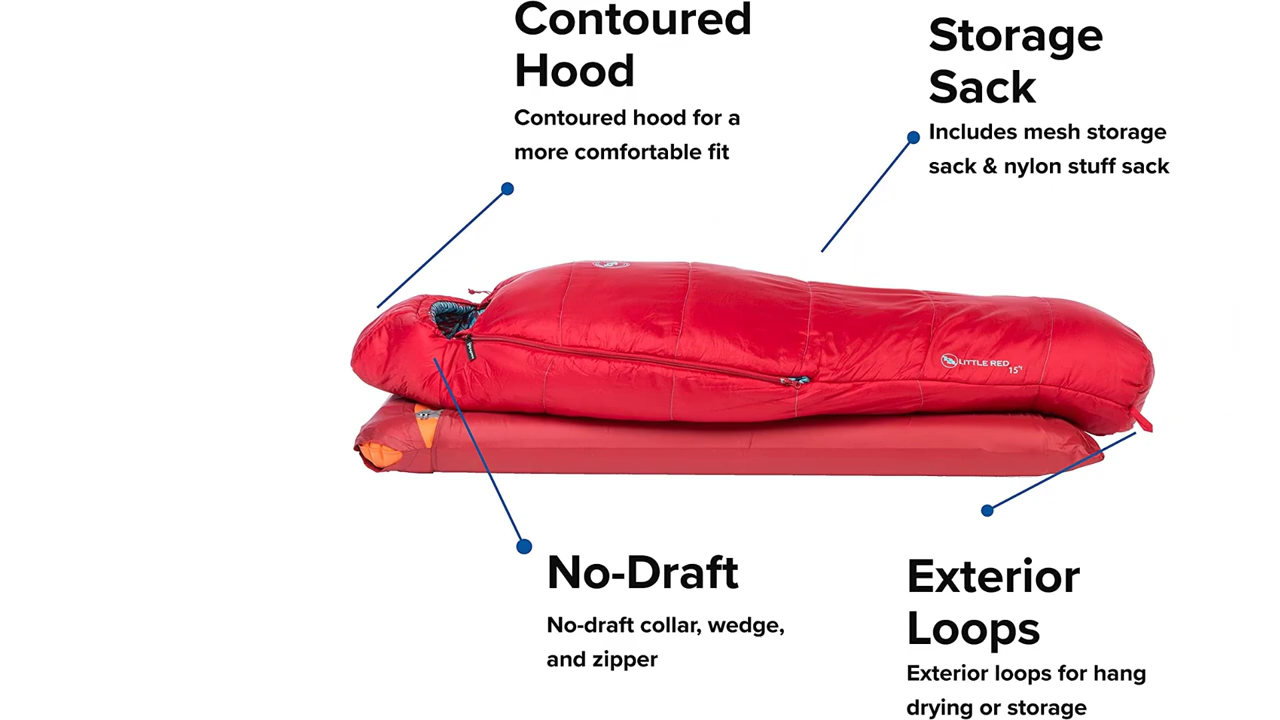 Contoured
Hood
Contoured hood for a
more comfortable fit
Storage
Sack
Includes mesh storage
sack & nylon stuff sack
LITTLE RED
15°
No-Draft
No-draft collar, wedge,
and zipper
Exterior
Loops
Exterior loops for hang
drying or storage